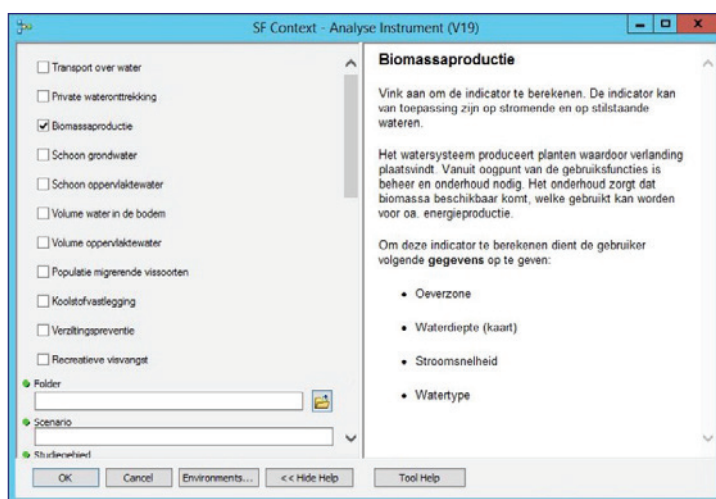 SF Context - Analyse Instrument (V19)
Transport over water
Private wateronttrekking
Biomassaproductie
Schoon grondwater
Schoon oppervlaktewater
Volume water in de bodem
Volume oppervlaktewater
Populatie migrerende vissoorten
Koolstofvastlegging
Verziltingspreventie
Recreatieve visvangst
Folder
Scenario
Studiegebied
Biomassaproductie
Vink aan om de indicator te berekenen. De indicator kan
van toepassing zijn op stromende en op stilstaande
wateren.
Het watersysteem produceert planten waardoor verlanding
plaatsvindt. Vanuit oogpunt van de gebruiksfuncties is
beheer en onderhoud nodig. Het onderhoud zorgt dat
biomassa beschikbaar komt, welke gebruikt kan worden
voor oa. energieproductie.
Om deze indicator te berekenen dient de gebruiker
volgende gegevens op te geven:
• Oeverzone
• Waterdiepte (kaart)
• Stroomsnelheid
• Watertype
OK
Cancel
Environments...
<< Hide Help
Tool Help